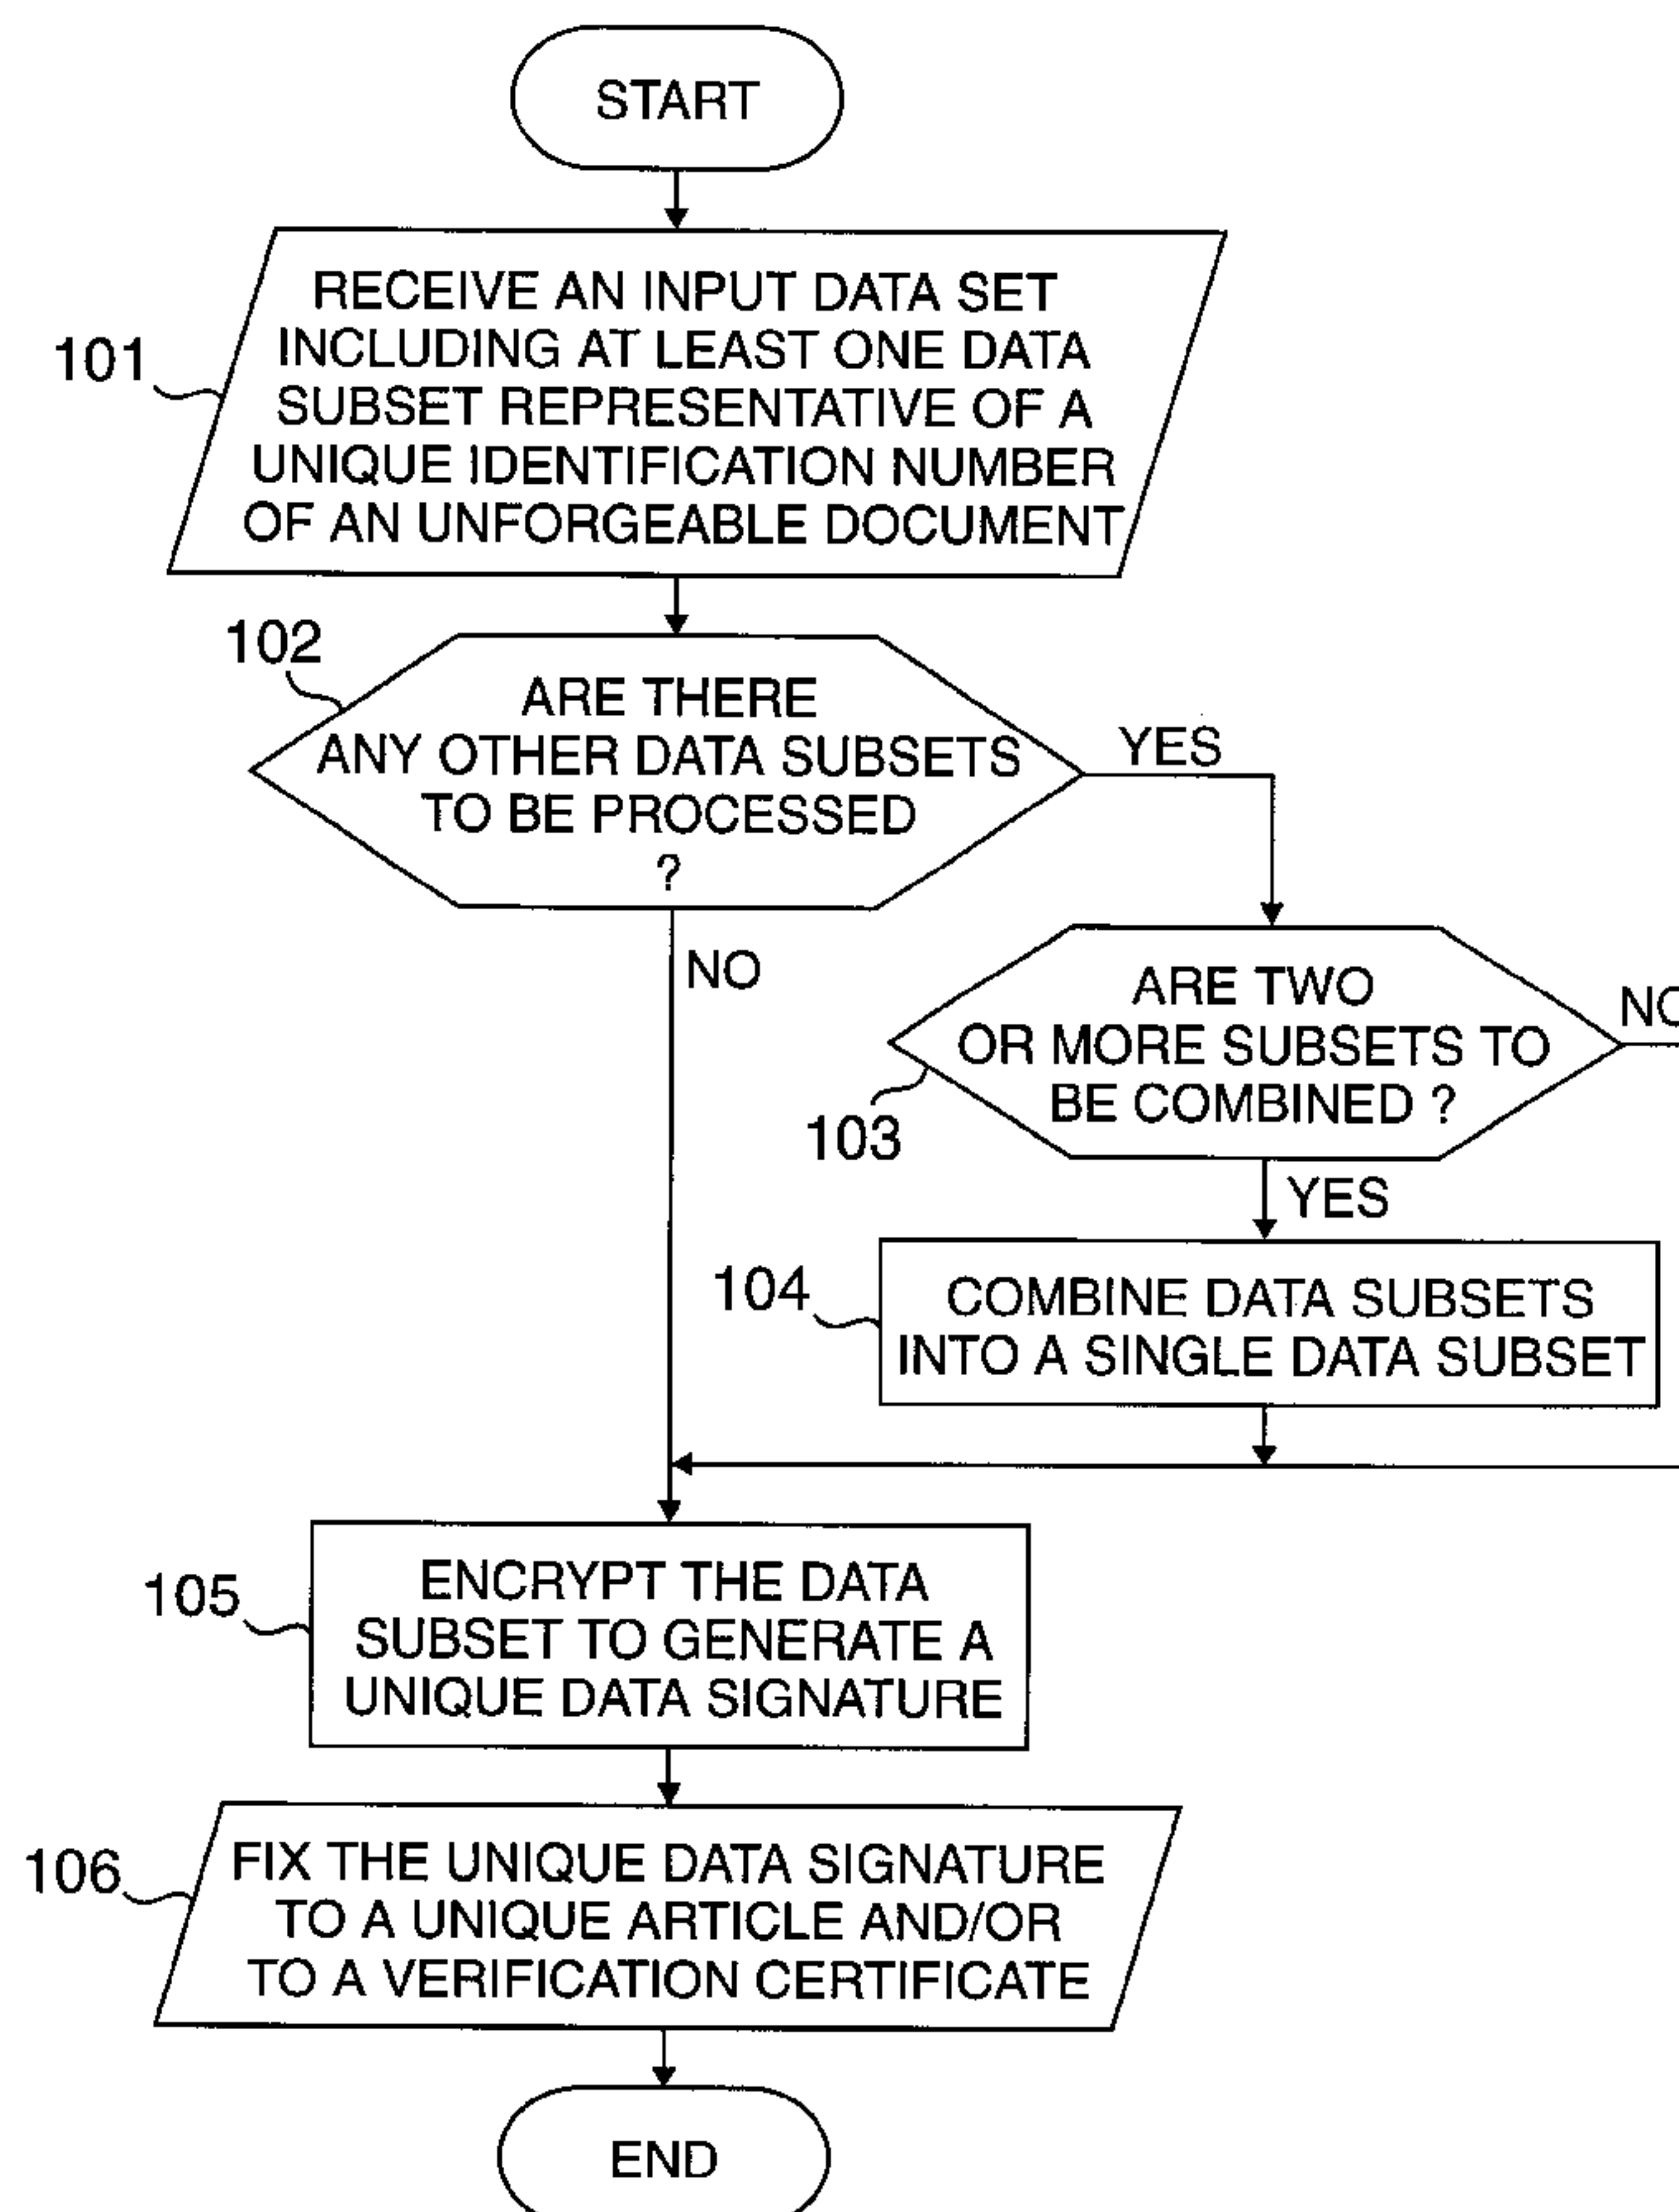 START
RECEIVE AN INPUT DATA SET
INCLUDING AT LEAST ONE DATA
SUBSET REPRESENTATIVE OF A
UNIQUE IDENTIFICATION NUMBER
OF AN UNFORGEABLE DOCUMENT
101
102
ARE THERE
ANY OTHER DATA SUBSETS
TO BE PROCESSED
?
YES
NO
ARE TWO
OR MORE SUBSETS TO
BE COMBINED ?
NO
103
YES
104
COMBINE DATA SUBSETS
INTO A SINGLE DATA SUBSET
105
ENCRYPT THE DATA
SUBSET TO GENERATE A
UNIQUE DATA SIGNATURE
106
FIX THE UNIQUE DATA SIGNATURE
TO A UNIQUE ARTICLE AND/OR
TO A VERIFICATION CERTIFICATE
END